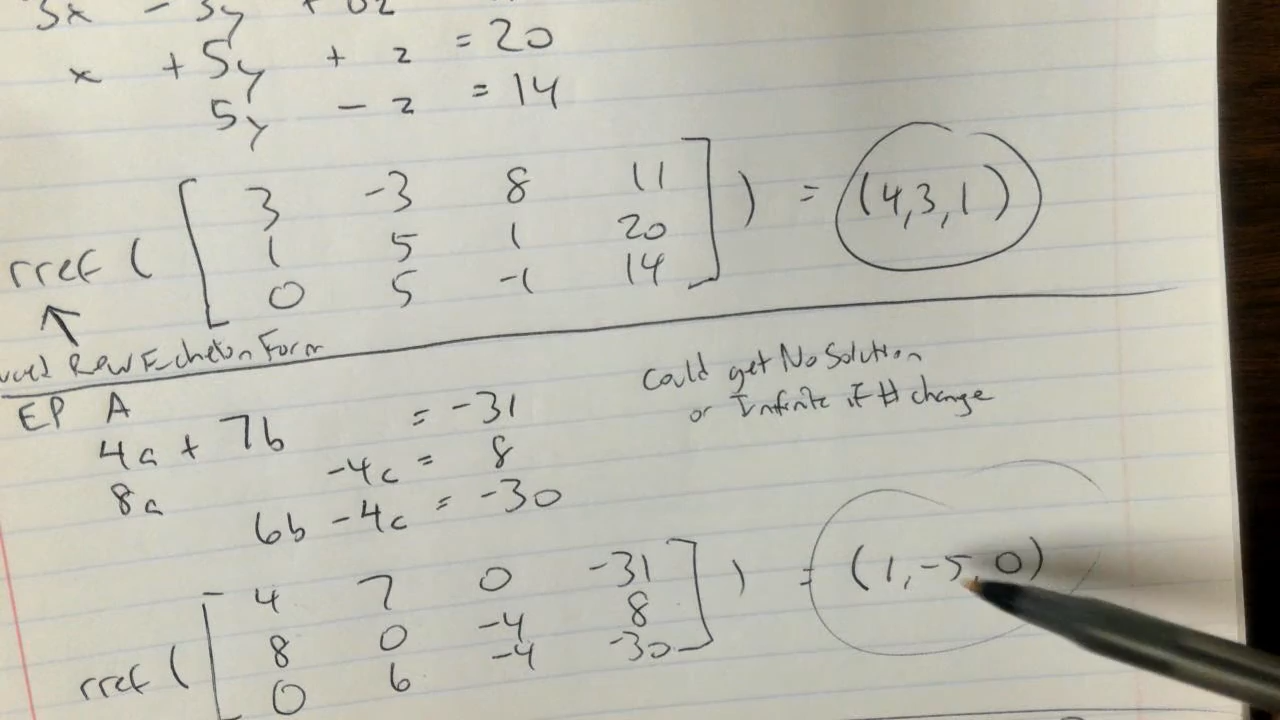 3x - 3y + 8z
x + 5y + z = 20
5y - z = 14
rref ( [ 3 -3 8 11
1 5 1 20
0 5 -1 14 ] ) = (4,3,1)
Row Echelon Form
EP A
Could get No Solution
or Infinite if # change
4a + 7b = -31
8a -4c = 8
6b -4c = -30
rref ( [ 4 7 0 -31
8 0 -4 8
0 6 -4 -30 ] ) = (1,-5,0)